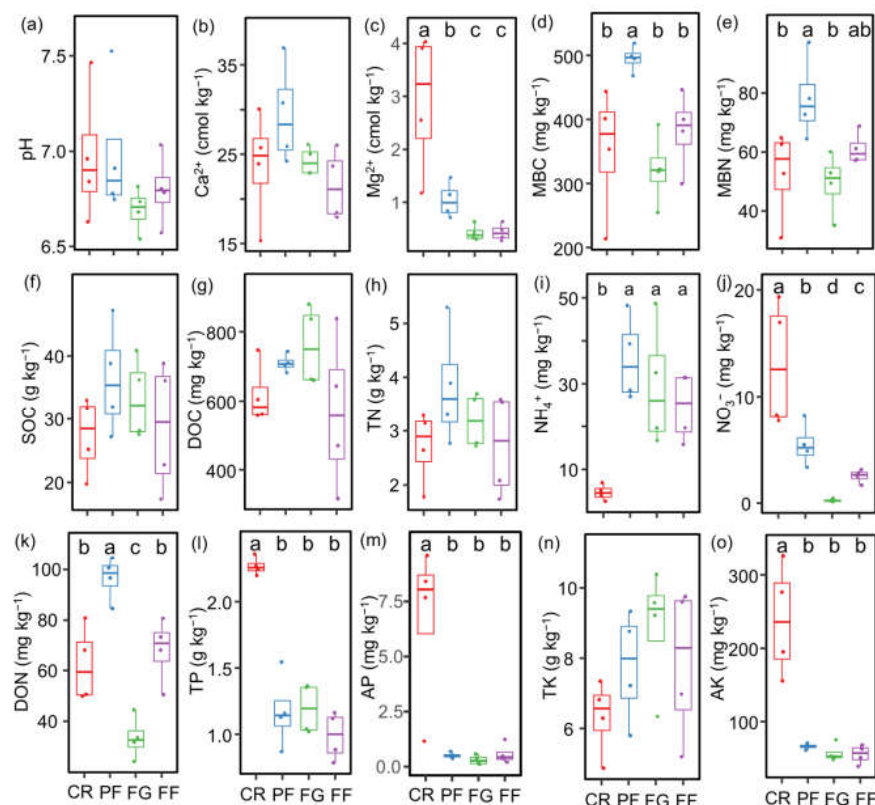 (a)
pH
7.5
7.0
6.5
(b)
Ca²⁺ (cmol kg⁻¹)
35
30
25
20
15
(c)
Mg²⁺ (cmol kg⁻¹)
4
3
2
1
0
a b c c
(d)
MBC (mg kg⁻¹)
500
400
300
200
b a b b
(e)
MBN (mg kg⁻¹)
80
60
40
b a b ab
(f)
SOC (g kg⁻¹)
40
30
20
(g)
DOC (mg kg⁻¹)
800
600
400
(h)
TN (g kg⁻¹)
5
4
3
2
(i)
NH₄⁺ (mg kg⁻¹)
50
30
10
b a a a
(j)
NO₃⁻ (mg kg⁻¹)
20
10
0
a b d c
(k)
DON (mg kg⁻¹)
100
80
60
40
b a c b
CR PF FG FF
(l)
TP (g kg⁻¹)
2.0
1.5
1.0
a b b b
CR PF FG FF
(m)
AP (mg kg⁻¹)
7.5
5.0
2.5
0.0
a b b b
CR PF FG FF
(n)
TK (g kg⁻¹)
10
8
6
CR PF FG FF
(o)
AK (mg kg⁻¹)
300
200
100
a b b b
CR PF FG FF